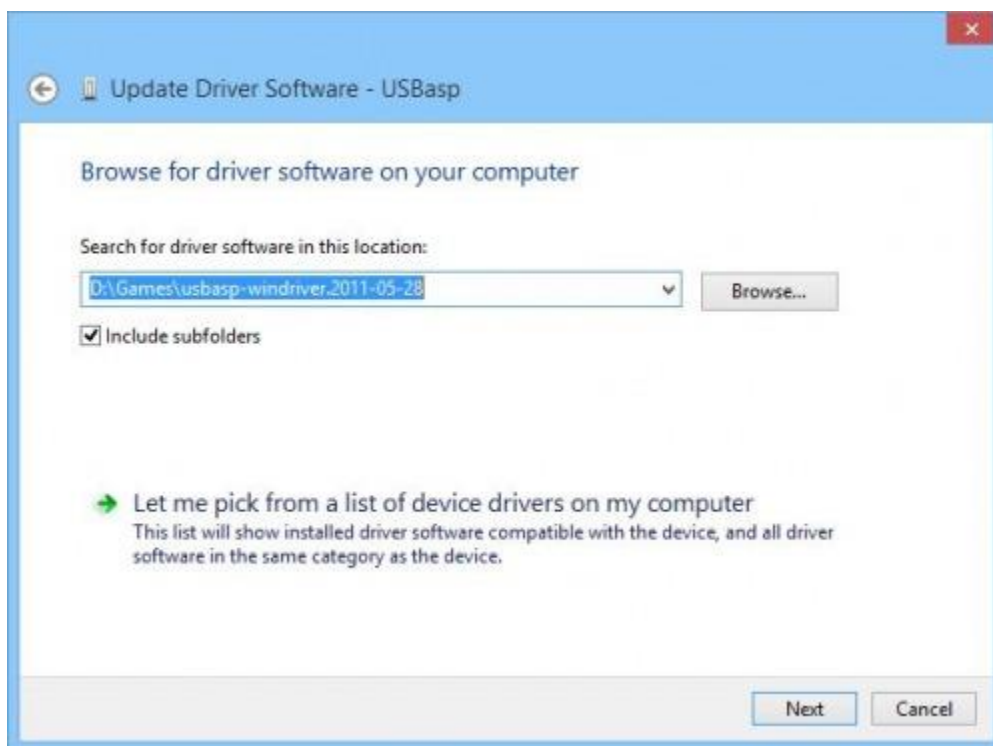 Update Driver Software - USBasp
Browse for driver software on your computer
Search for driver software in this location:
D:\Games\usbasp-windriver.2011-05-28
Browse...
Include subfolders
Let me pick from a list of device drivers on my computer
This list will show installed driver software compatible with the device, and all driver
software in the same category as the device.
Next
Cancel